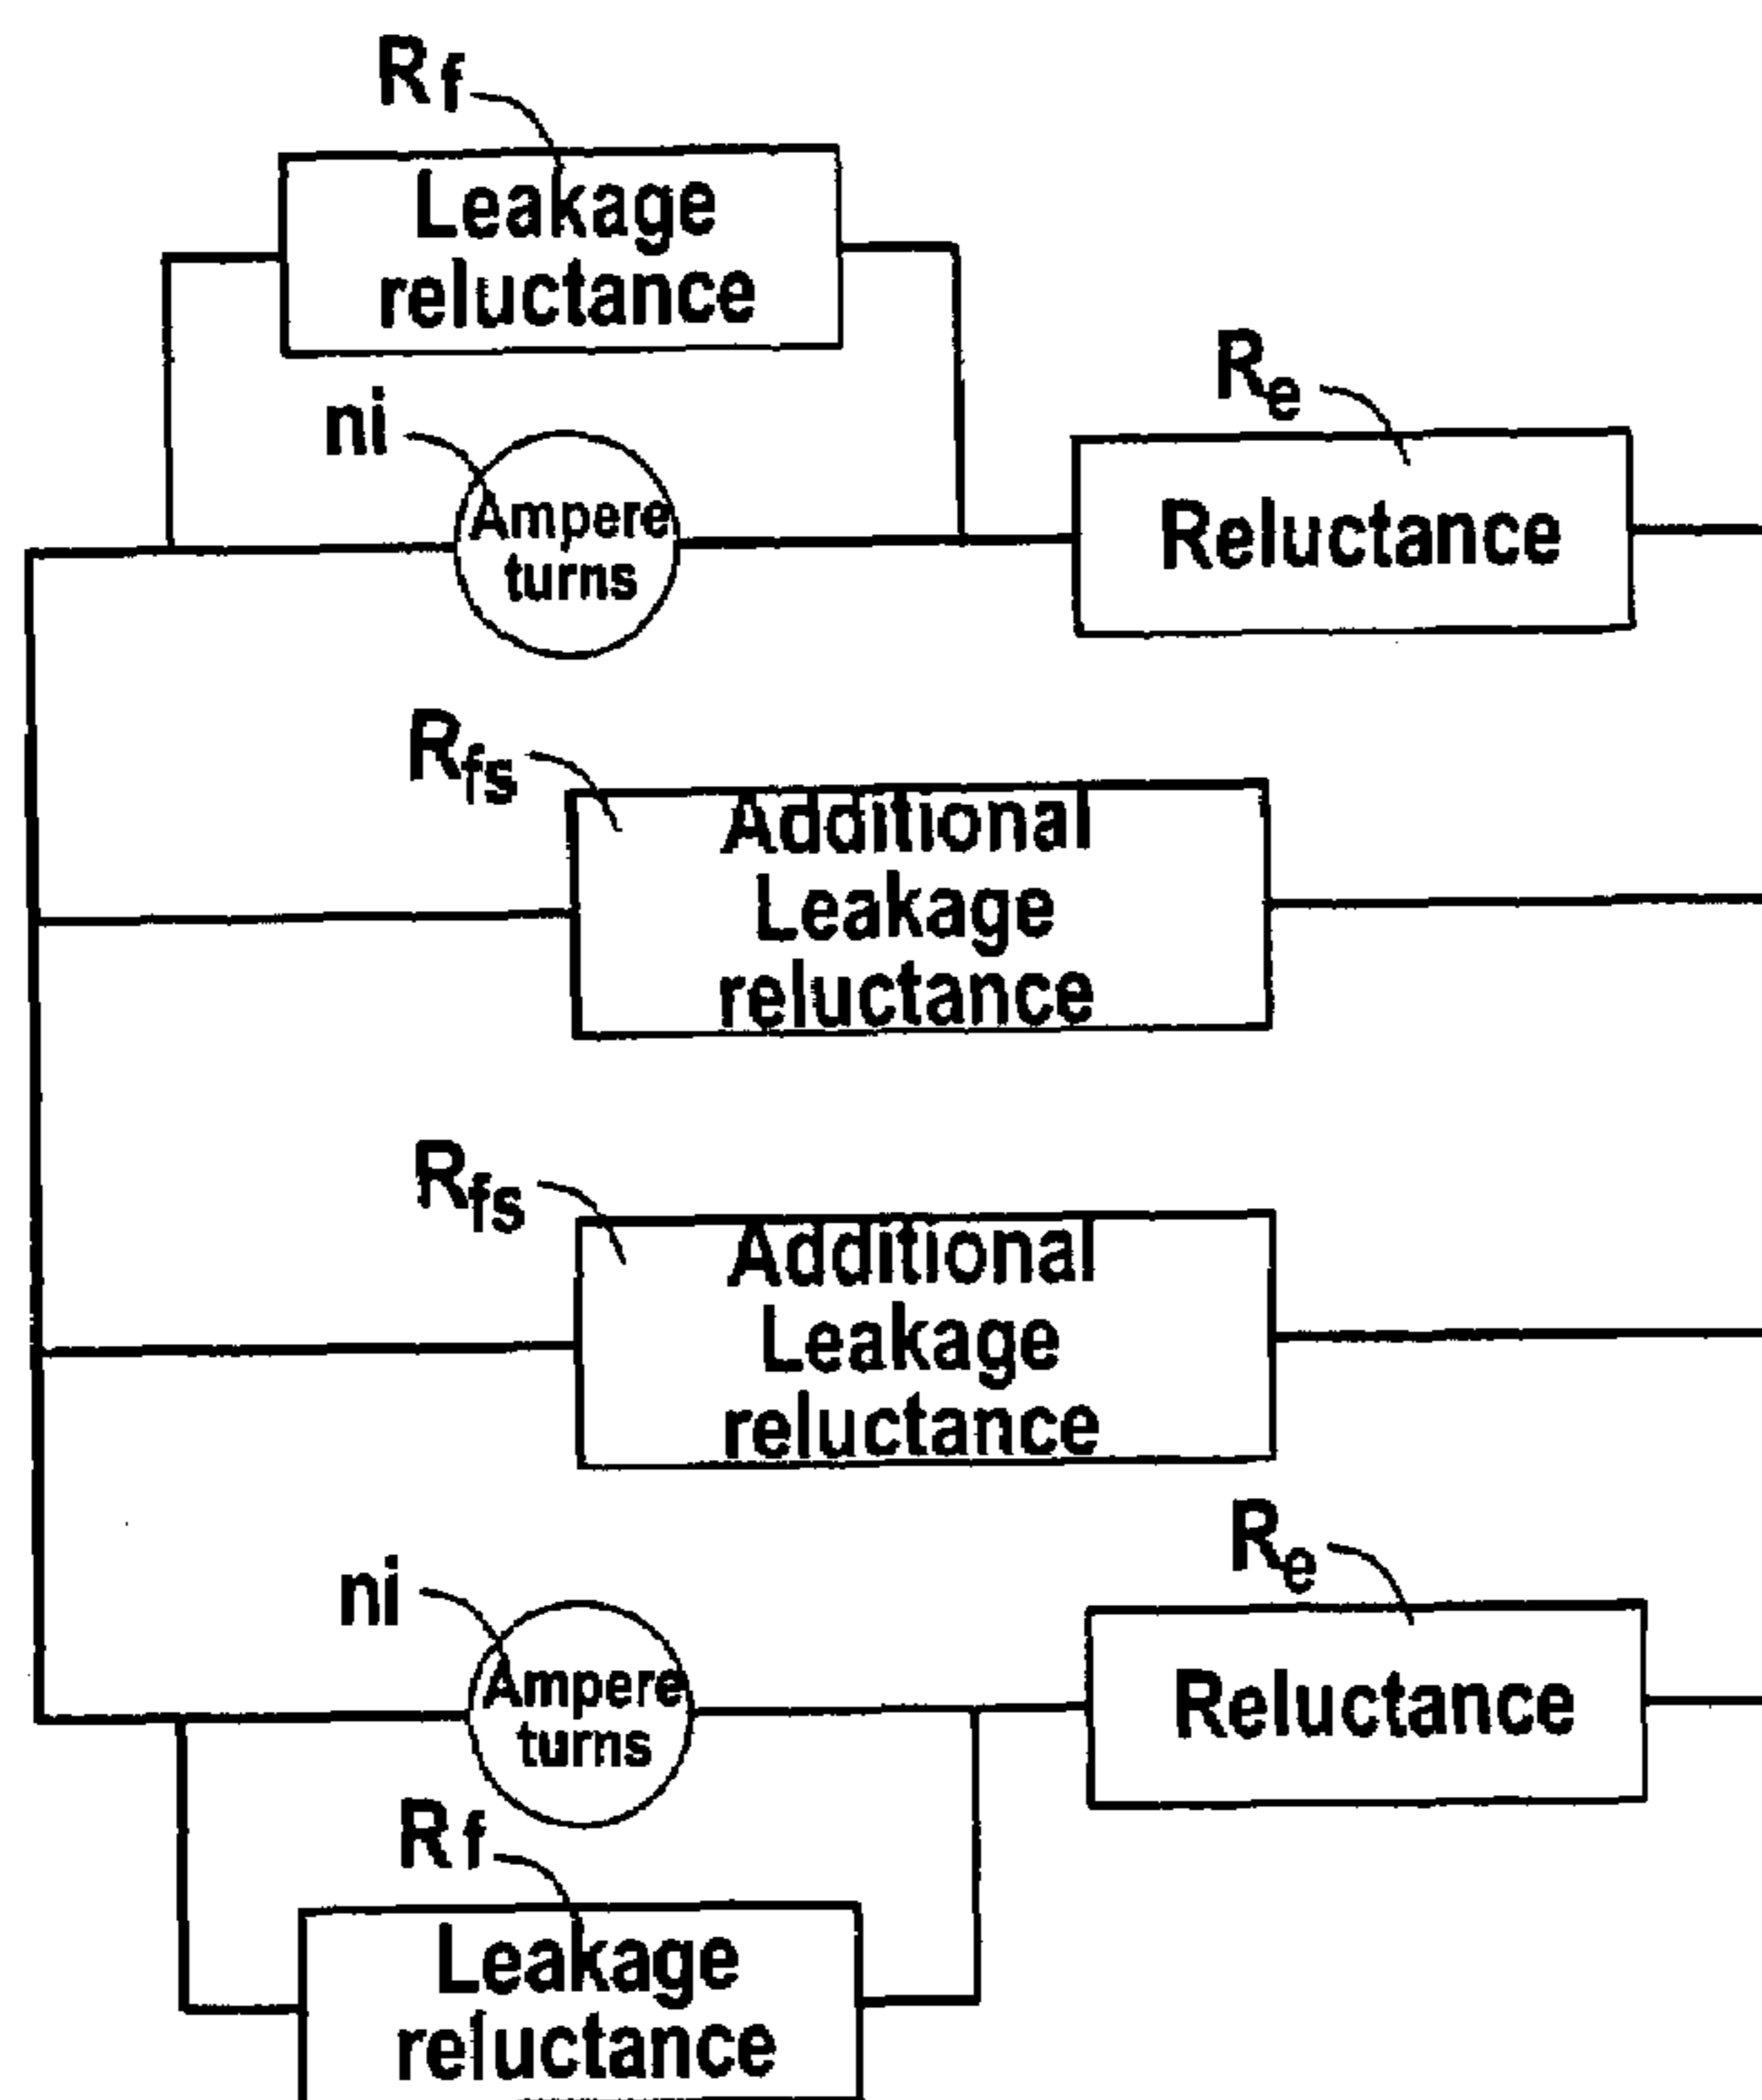 Rf
Leakage
reluctance
ni
Ampere
turns
Re
Reluctance
Rfs
Additional
Leakage
reluctance
Rfs
Additional
Leakage
reluctance
ni
Ampere
turns
Re
Reluctance
Rf
Leakage
reluctance